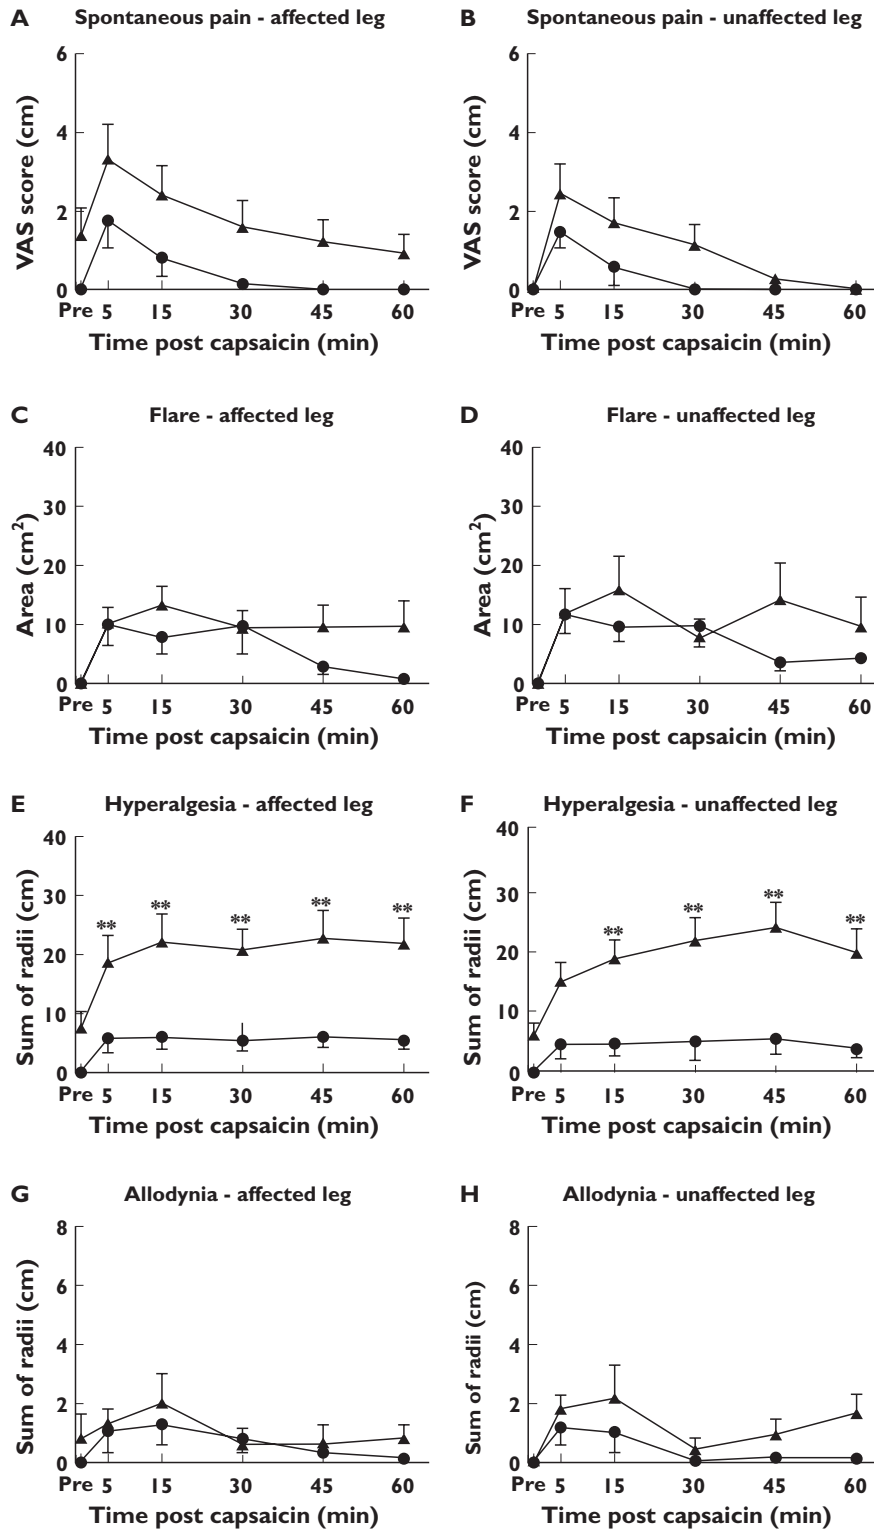 A Spontaneous pain - affected leg
6
4
2
0
VAS score (cm)
Pre 5 15 30 45 60
Time post capsaicin (min)
B Spontaneous pain - unaffected leg
6
4
2
0
VAS score (cm)
Pre 5 15 30 45 60
Time post capsaicin (min)
C Flare - affected leg
40
30
20
10
0
Area (cm²)
Pre 5 15 30 45 60
Time post capsaicin (min)
D Flare - unaffected leg
40
30
20
10
0
Area (cm²)
Pre 5 15 30 45 60
Time post capsaicin (min)
E Hyperalgesia - affected leg
40
30
20
10
0
Sum of radii (cm)
** ** ** ** **
Pre 5 15 30 45 60
Time post capsaicin (min)
F Hyperalgesia - unaffected leg
40
30
20
10
0
Sum of radii (cm)
** ** ** **
Pre 5 15 30 45 60
Time post capsaicin (min)
G Allodynia - affected leg
8
6
4
2
0
Sum of radii (cm)
Pre 5 15 30 45 60
Time post capsaicin (min)
H Allodynia - unaffected leg
8
6
4
2
0
Sum of radii (cm)
Pre 5 15 30 45 60
Time post capsaicin (min)